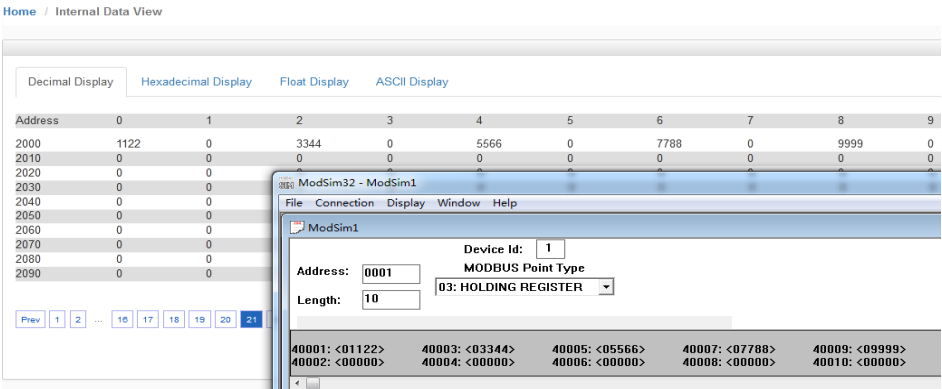 Home / Internal Data View
Decimal Display Hexadecimal Display Float Display ASCII Display
Address 0 1 2 3 4 5 6 7 8 9
2000 1122 0 3344 0 5566 0 7788 0 9999 0
2010 0 0 0 0 0 0 0 0 0 0
2020 0 0
2030 0 0
2040 0 0
2050 0 0
2060 0 0
2070 0 0
2080 0 0
2090 0 0
Prev 1 2 ... 16 17 18 19 20 21
ModSim32 - ModSim1
File Connection Display Window Help
ModSim1
Device Id: 1
Address: 0001
MODBUS Point Type
03: HOLDING REGISTER
Length: 10
40001: <01122> 40003: <03344> 40005: <05566> 40007: <07788> 40009: <09999>
40002: <00000> 40004: <00000> 40006: <00000> 40008: <00000> 40010: <00000>